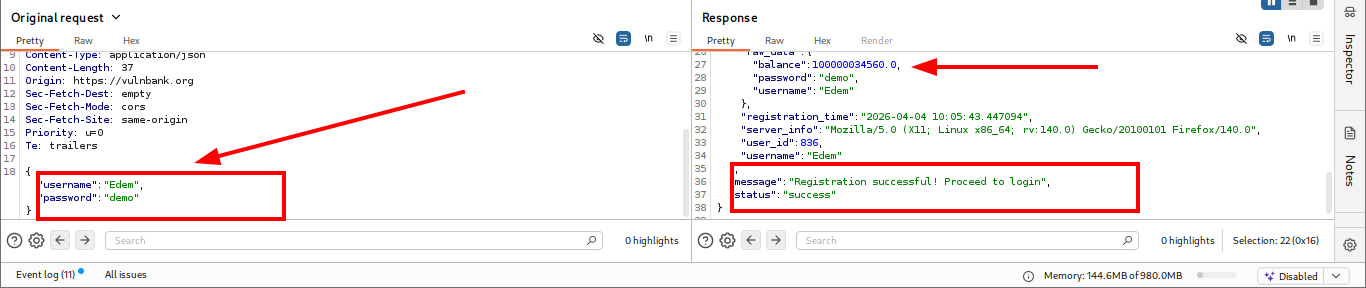 Original request
Pretty Raw Hex
\n
9 Content-Type: application/json
10 Content-Length: 37
11 Origin: https://vulnbank.org
12 Sec-Fetch-Dest: empty
13 Sec-Fetch-Mode: cors
14 Sec-Fetch-Site: same-origin
15 Priority: u=0
16 Te: trailers
17
18 {
"username":"Edem",
"password":"demo"
}
Search
0 highlights
Response
Pretty Raw Hex Render
\n
26 "raw_data":{
27 "balance":100000034560.0,
28 "password":"demo",
29 "username":"Edem"
30 },
31 "registration_time":"2026-04-04 10:05:43.447094",
32 "server_info":"Mozilla/5.0 (X11; Linux x86_64; rv:140.0) Gecko/20100101 Firefox/140.0",
33 "user_id":836,
34 "username":"Edem"
35 ,
36 message":"Registration successful! Proceed to login",
37 status":"success"
38 }
Search
0 highlights
Selection: 22 (0x16)
Inspector
Notes
Event log (11)
All issues
Memory: 144.6MB of 980.0MB
Disabled